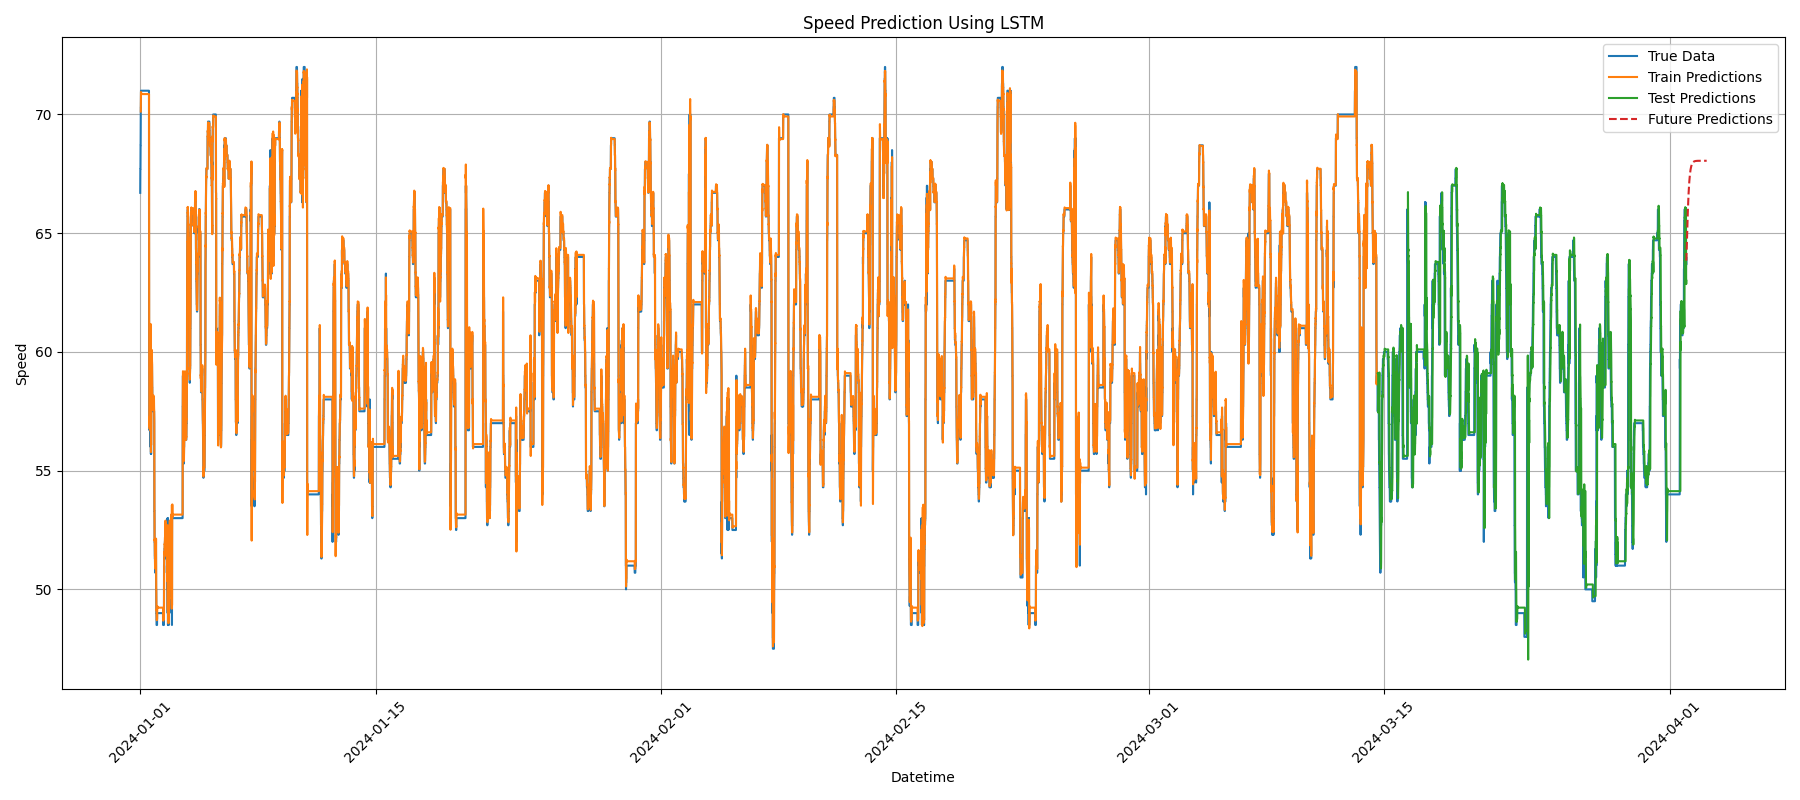 Speed Prediction Using LSTM
True Data
Train Predictions
Test Predictions
Future Predictions
Speed
70
65
60
55
50
2024-01-01
2024-01-15
2024-02-01
2024-02-15
2024-03-01
2024-03-15
2024-04-01
Datetime